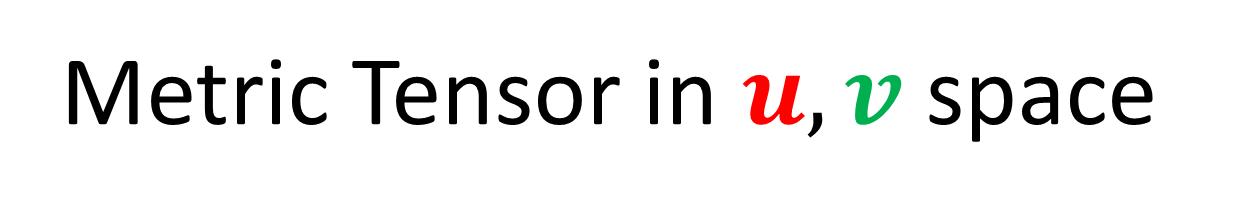 Metric Tensor in u, v space